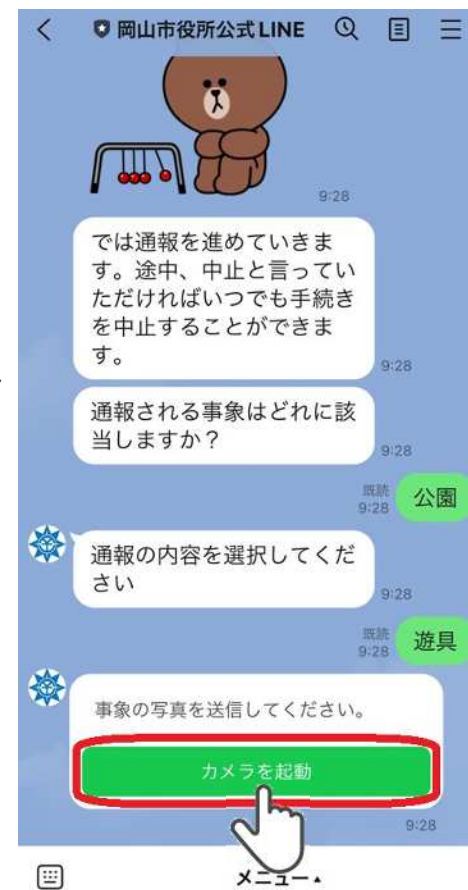 岡山市役所公式LINE
9:28
では通報を進めていきま
す。途中、中止と言ってい
ただければいつでも手続き
を中止することができま
す。
9:28
通報される事象はどれに該
当しますか?
9:28
既読
9:28
公園
通報の内容を選択してくだ
さい
9:28
既読
9:28
遊具
事象の写真を送信してください。
カメラを起動
9:28
メニュー